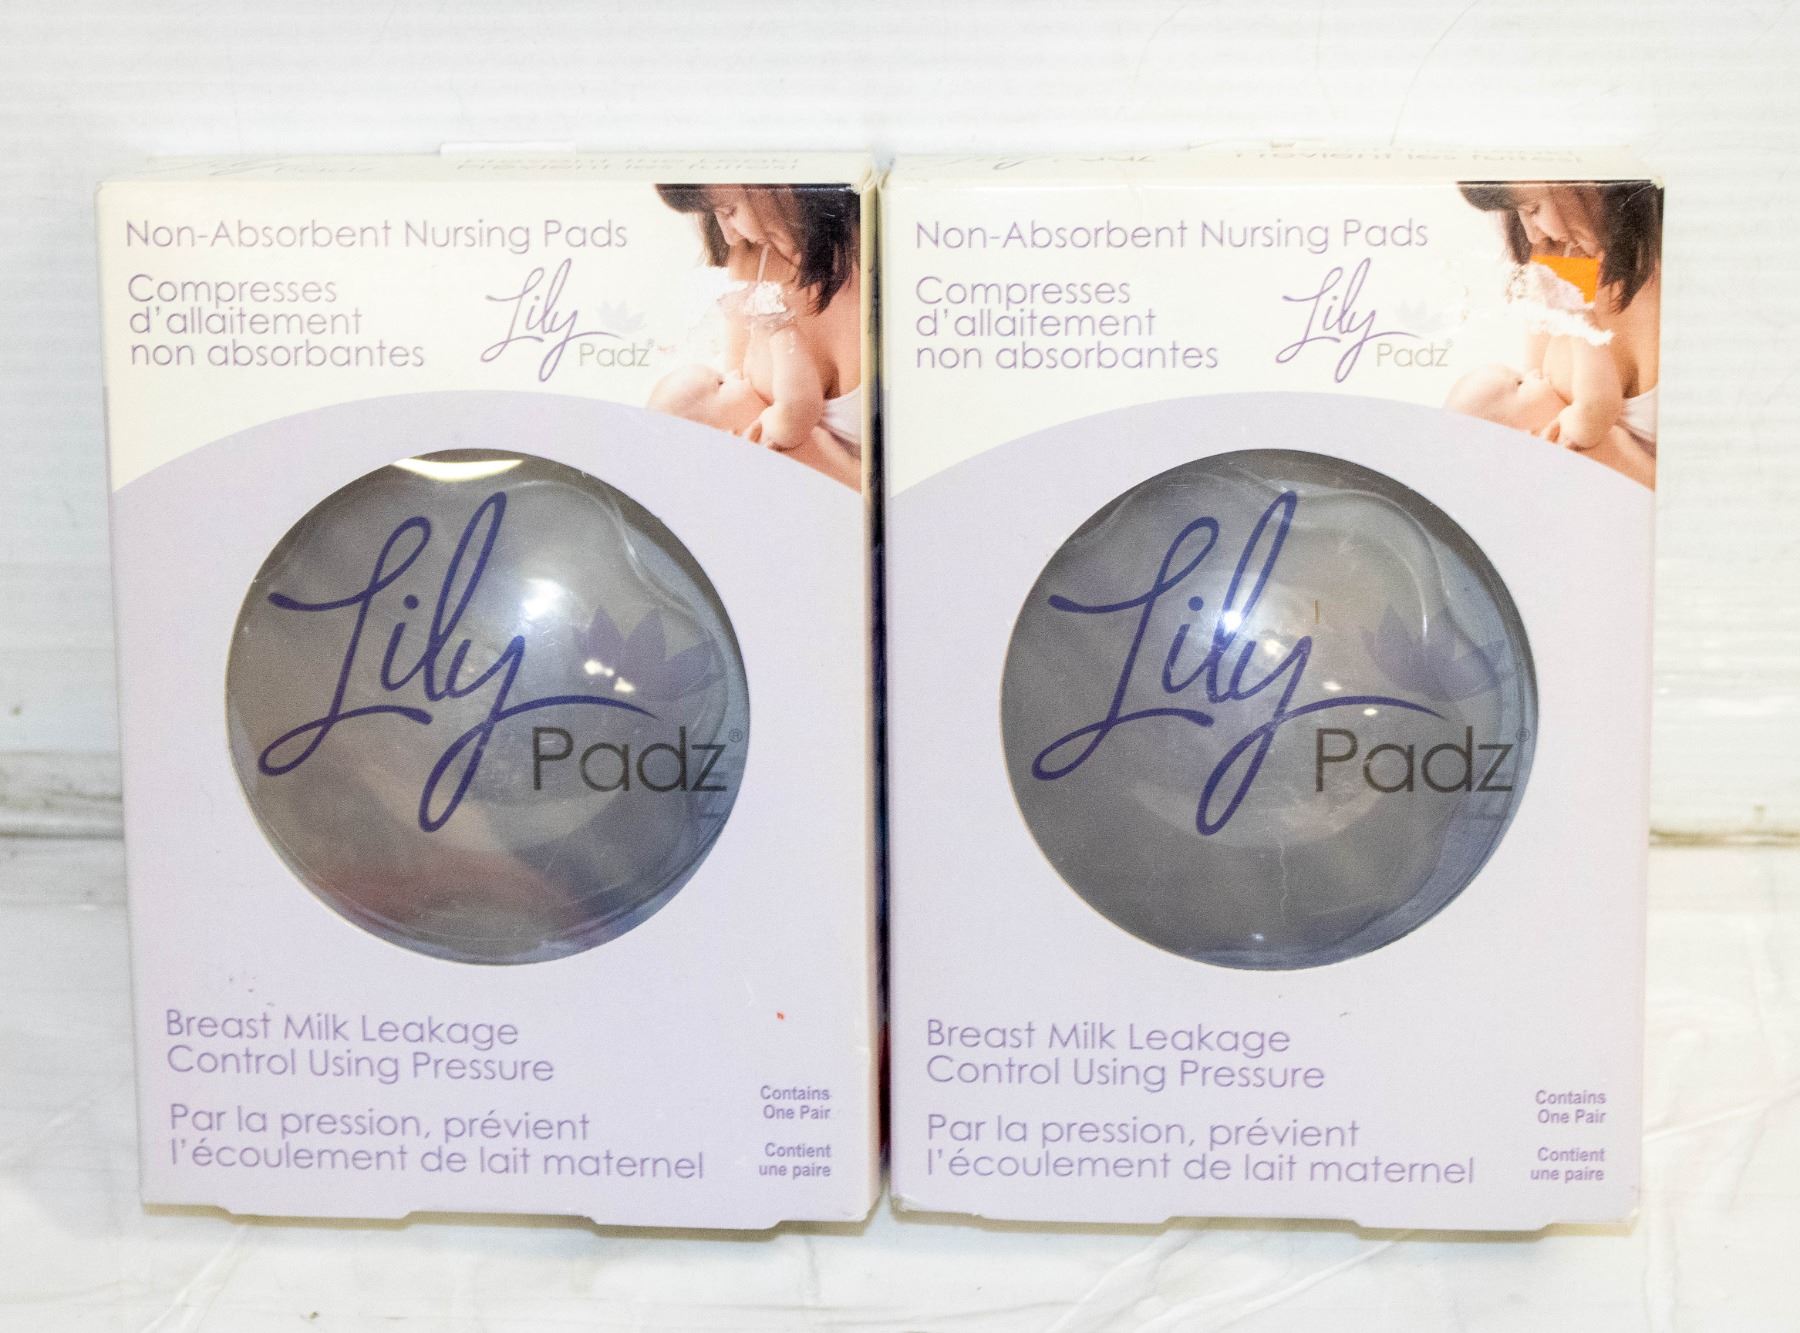 Non-Absorbent Nursing Pads
Compresses
d'allaitement
non absorbantes
Lily
Padz®
Lily
Padz®
Breast Milk Leakage
Control Using Pressure
Par la pression, prévient
l'écoulement de lait maternel
Contains
One Pair
Contient
une paire
Non-Absorbent Nursing Pads
Compresses
d'allaitement
non absorbantes
Lily
Padz®
Lily
Padz®
Breast Milk Leakage
Control Using Pressure
Par la pression, prévient
l'écoulement de lait maternel
Contains
One Pair
Contient
une paire